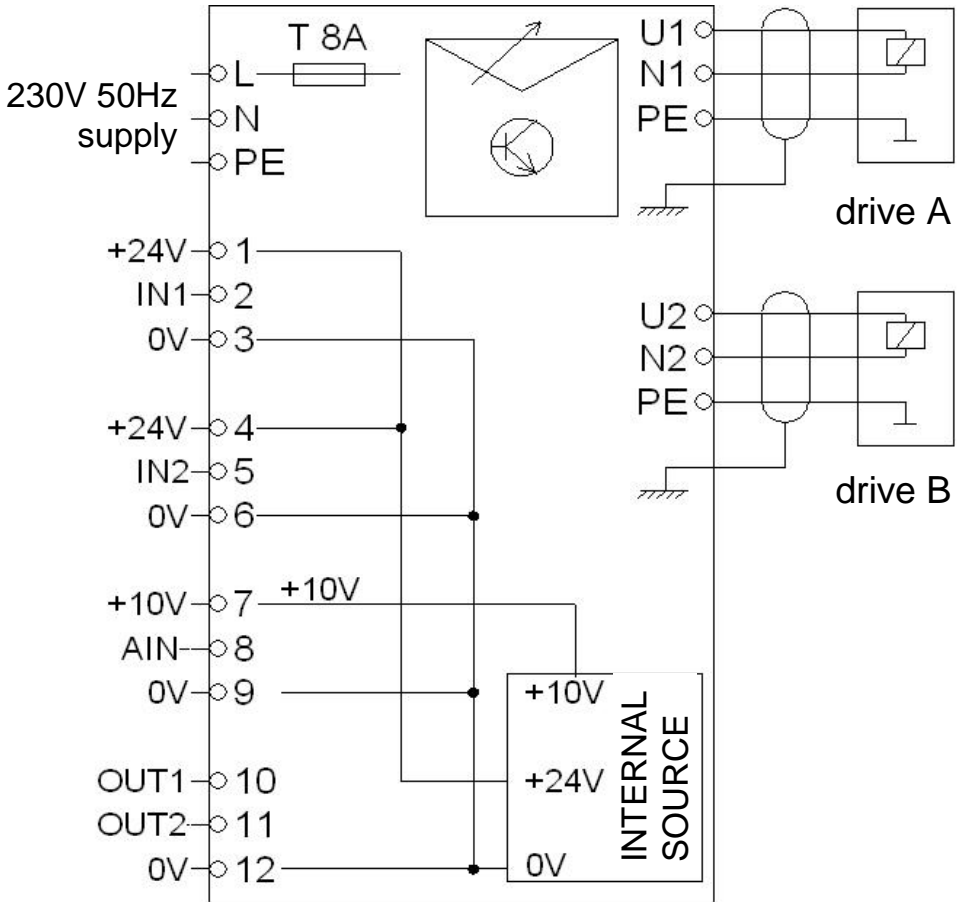 T 8A
230V 50Hz
supply
L
N
PE
U1
N1
PE
drive A
+24V 1
IN1 2
0V 3
U2
N2
PE
drive B
+24V 4
IN2 5
0V 6
+10V 7 +10V
AIN 8
0V 9
OUT1 10
OUT2 11
0V 12
+10V
+24V
0V
INTERNAL
SOURCE